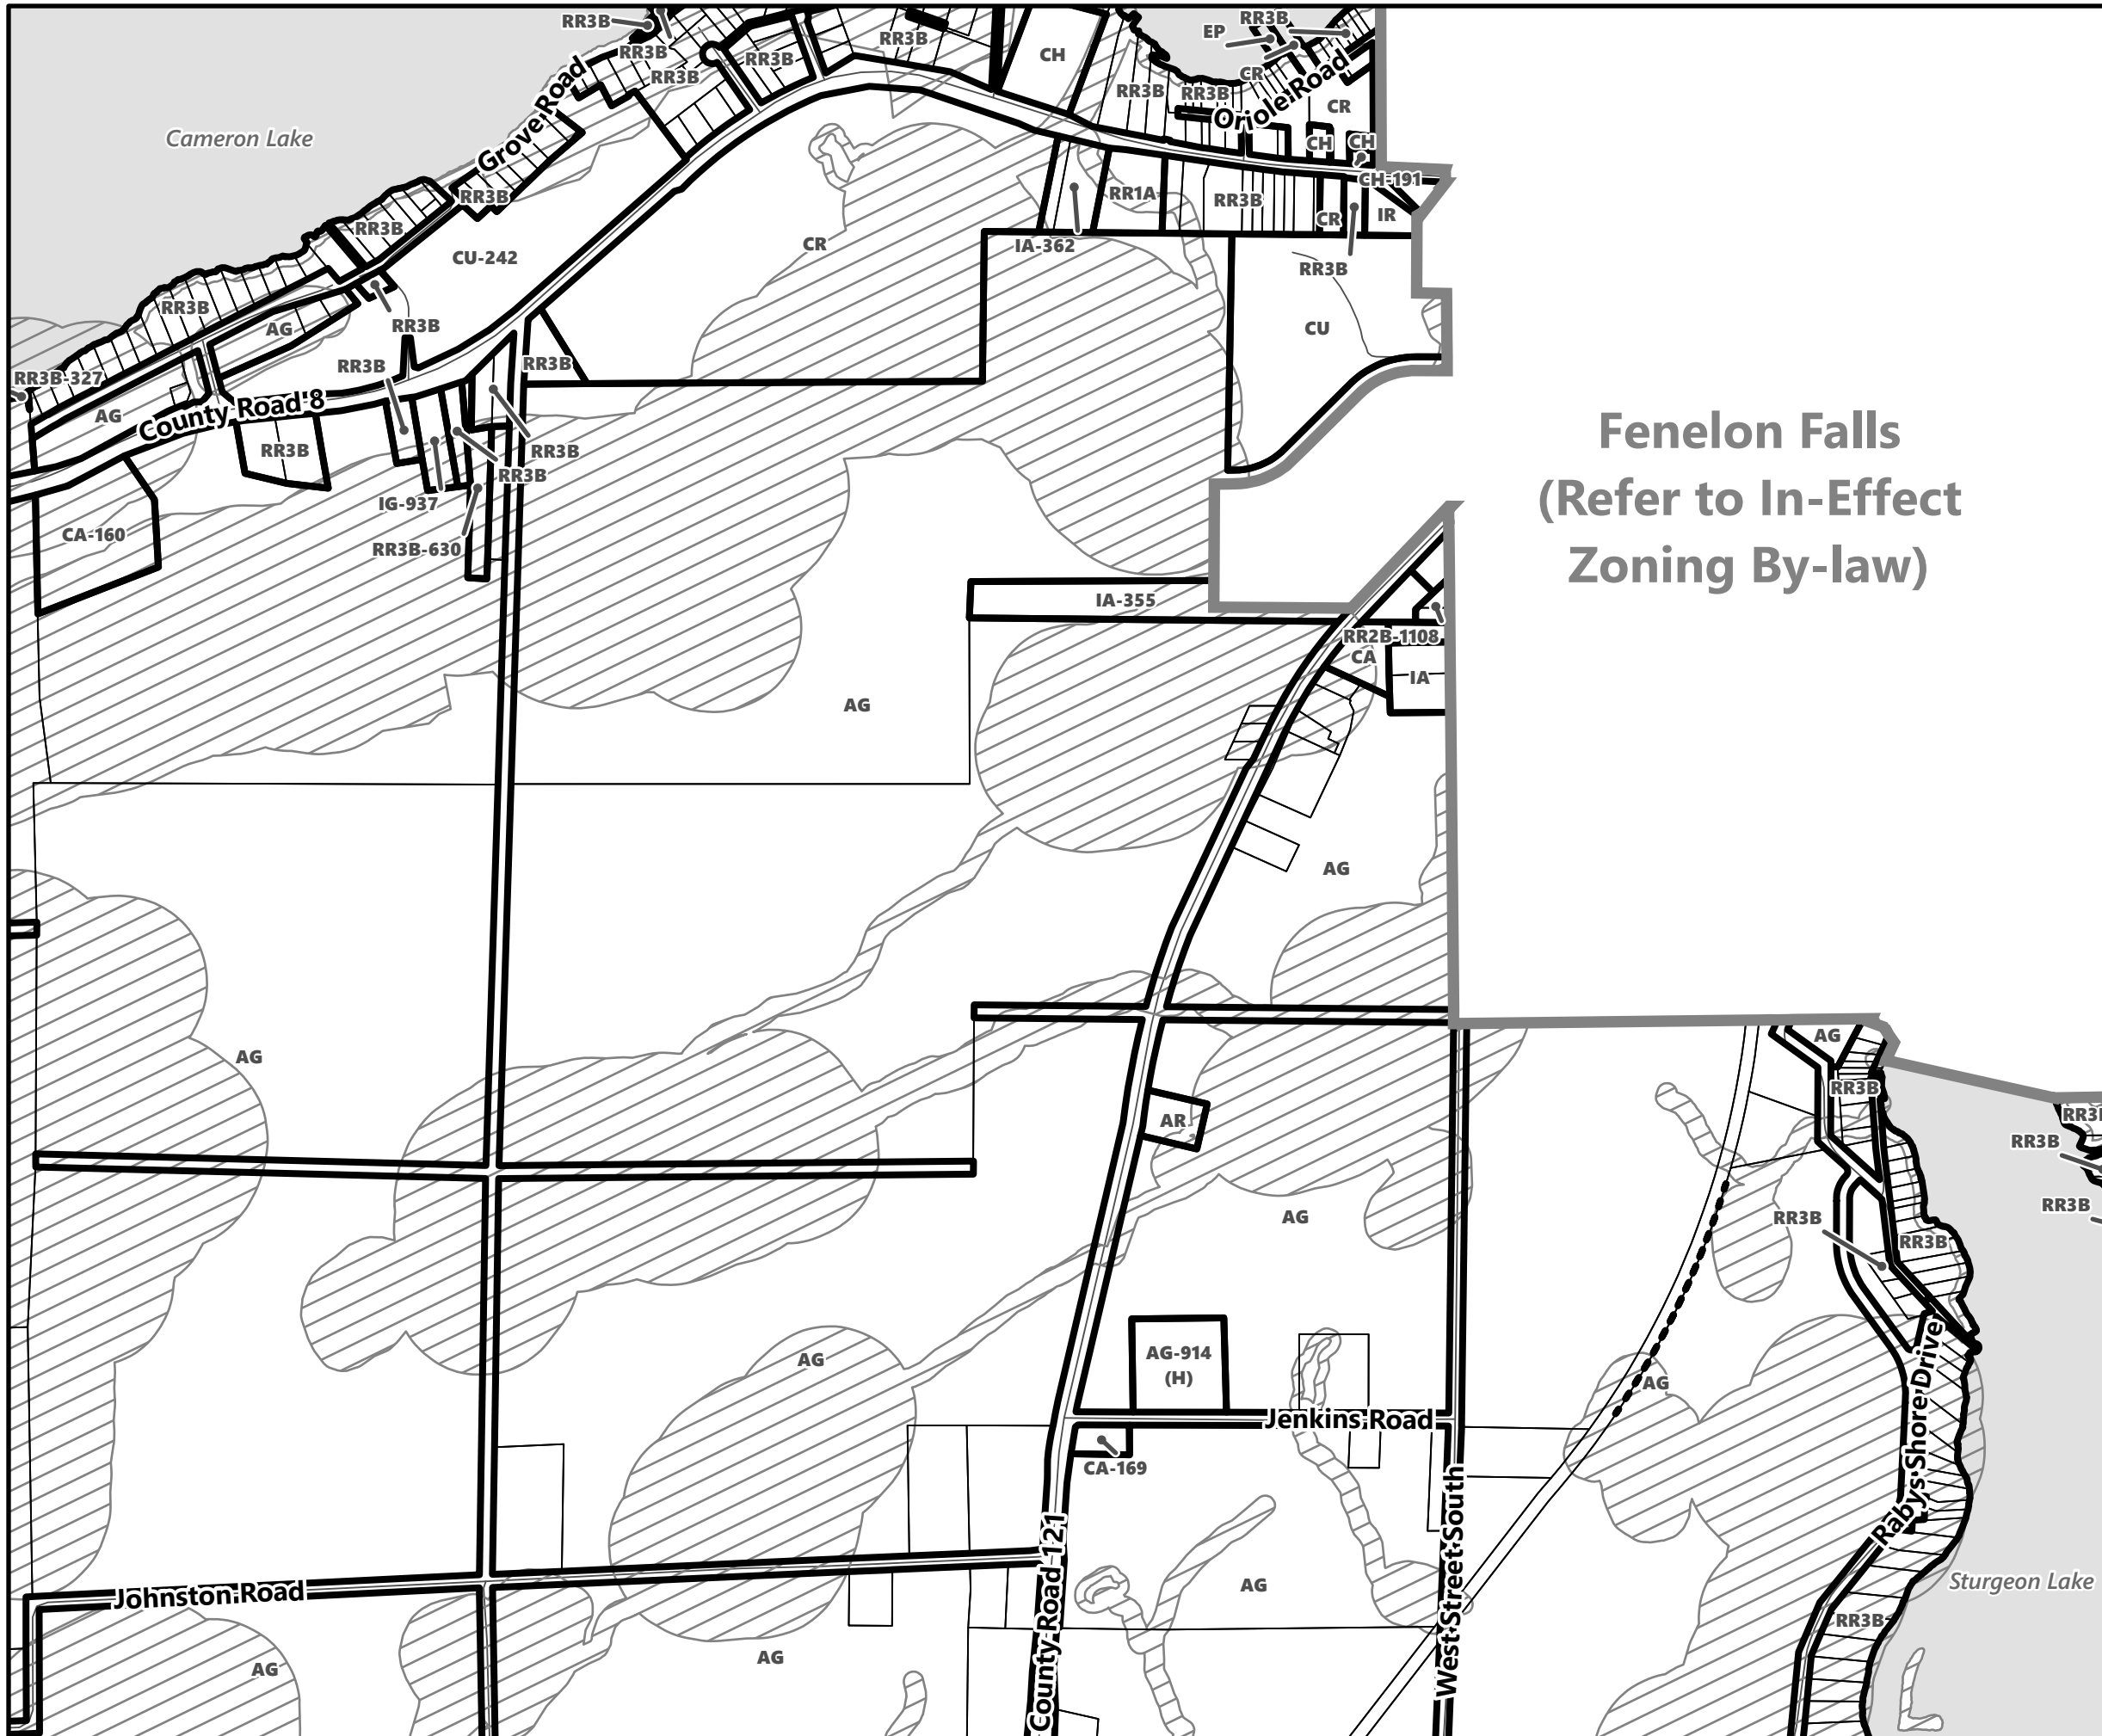 RR3B
RR3B
RR3B
RR3B
RR3B
CH
EP
RR3B
CR
RR3B
RR3B
Oriole Road
CR
CH
CH
CH-191
Cameron Lake
Grove Road
RR3B
RR3B
CU-242
CR
IA-362
RR1A
RR3B
CR
IR
RR3B
CU
RR3B
AG
RR3B
RR3B
RR3B
RR3B-327
AG
County Road 8
RR3B
RR3B
RR3B
IG-937
CA-160
RR3B-630
Fenelon Falls
(Refer to In-Effect
Zoning By-law)
IA-355
RR2B-1108
CA
IA
AG
AG
AG
AG
RR3B
RR3B
RR3B
AR
AG
RR3B
RR3B
RR3B
AG-914
(H)
AG
AG
Jenkins Road
CA-169
Rabys Shore Drive
West Street South
County Road 121
Johnston Road
AG
Sturgeon Lake
RR3B
AG
AG